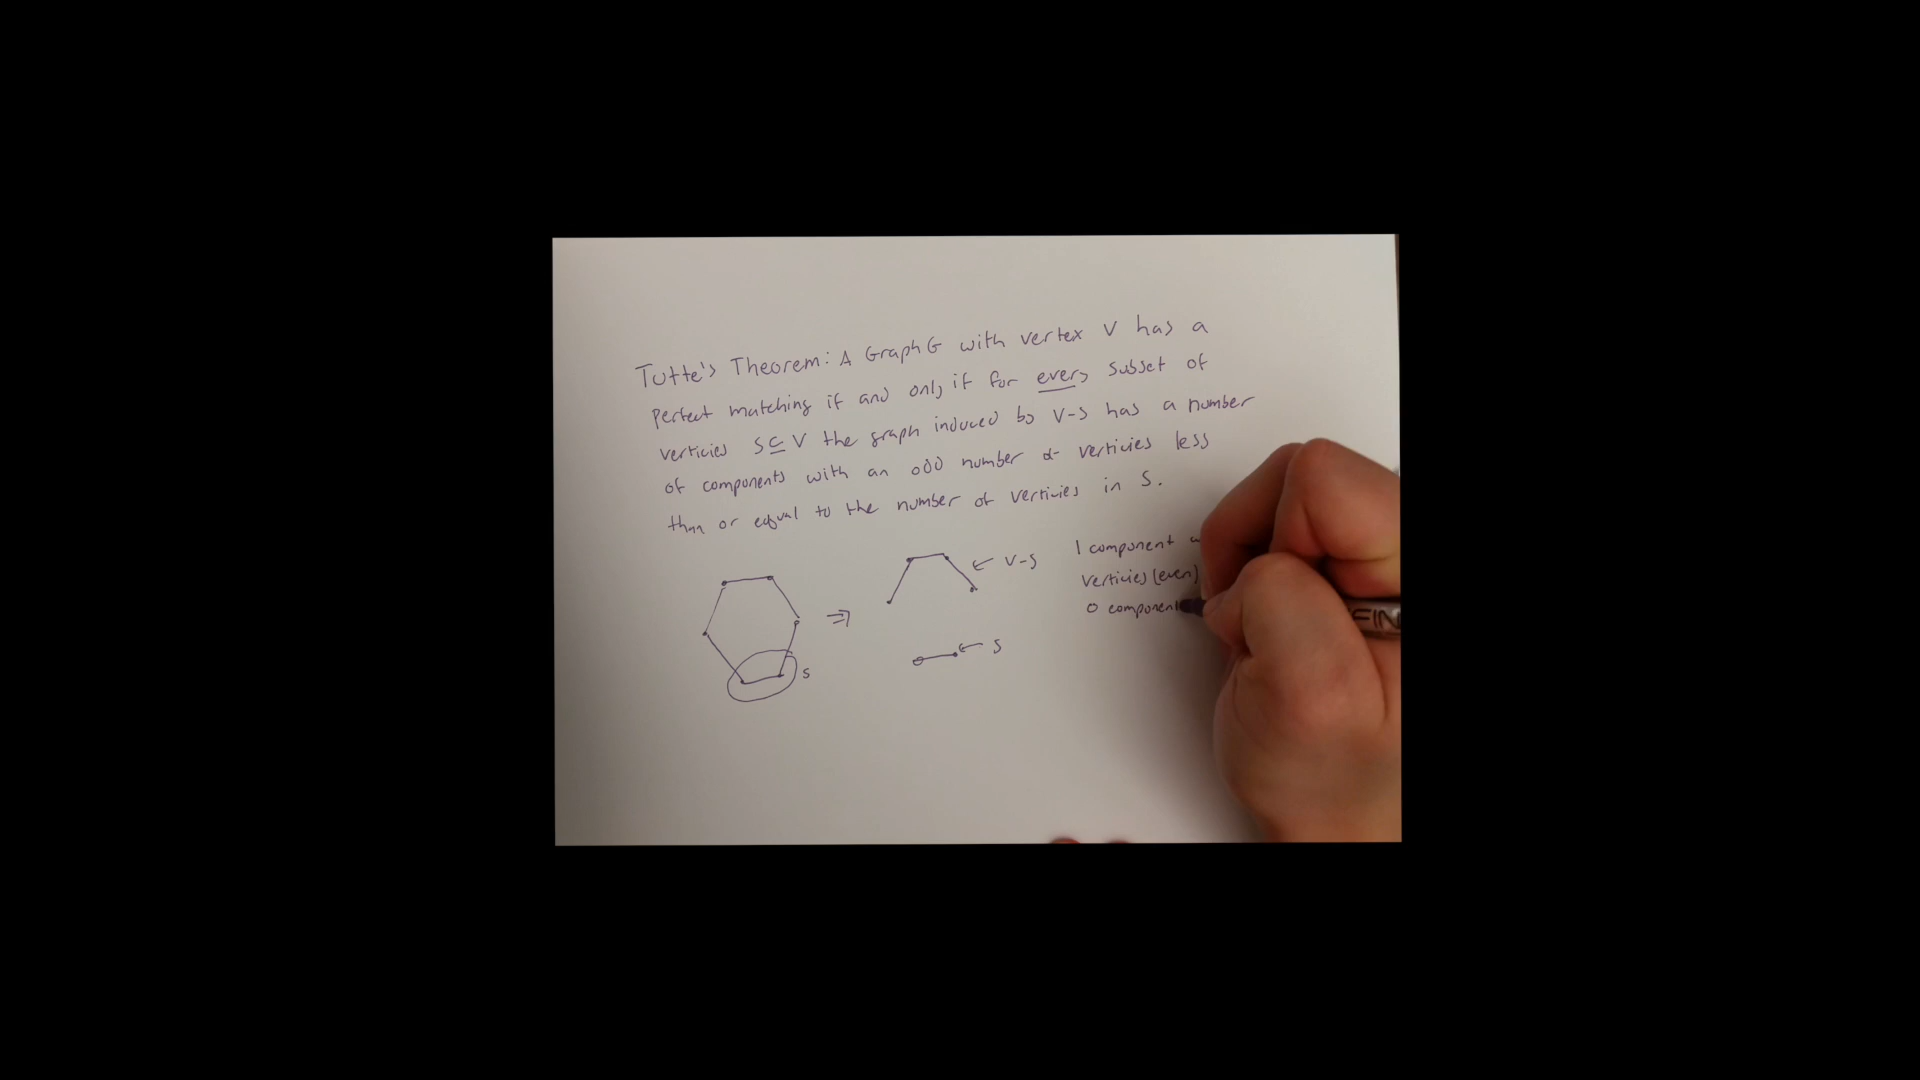 Tutte's Theorem: A Graph G with vertex V has a
perfect matching if and only if for every subset of
verticies S ⊆ V the graph induced by V-S has a number
of components with an odd number of verticies less
than or equal to the number of verticies in S.
← V-S
1 component
verticies (even)
⇒
0 component
← S
S
FIN